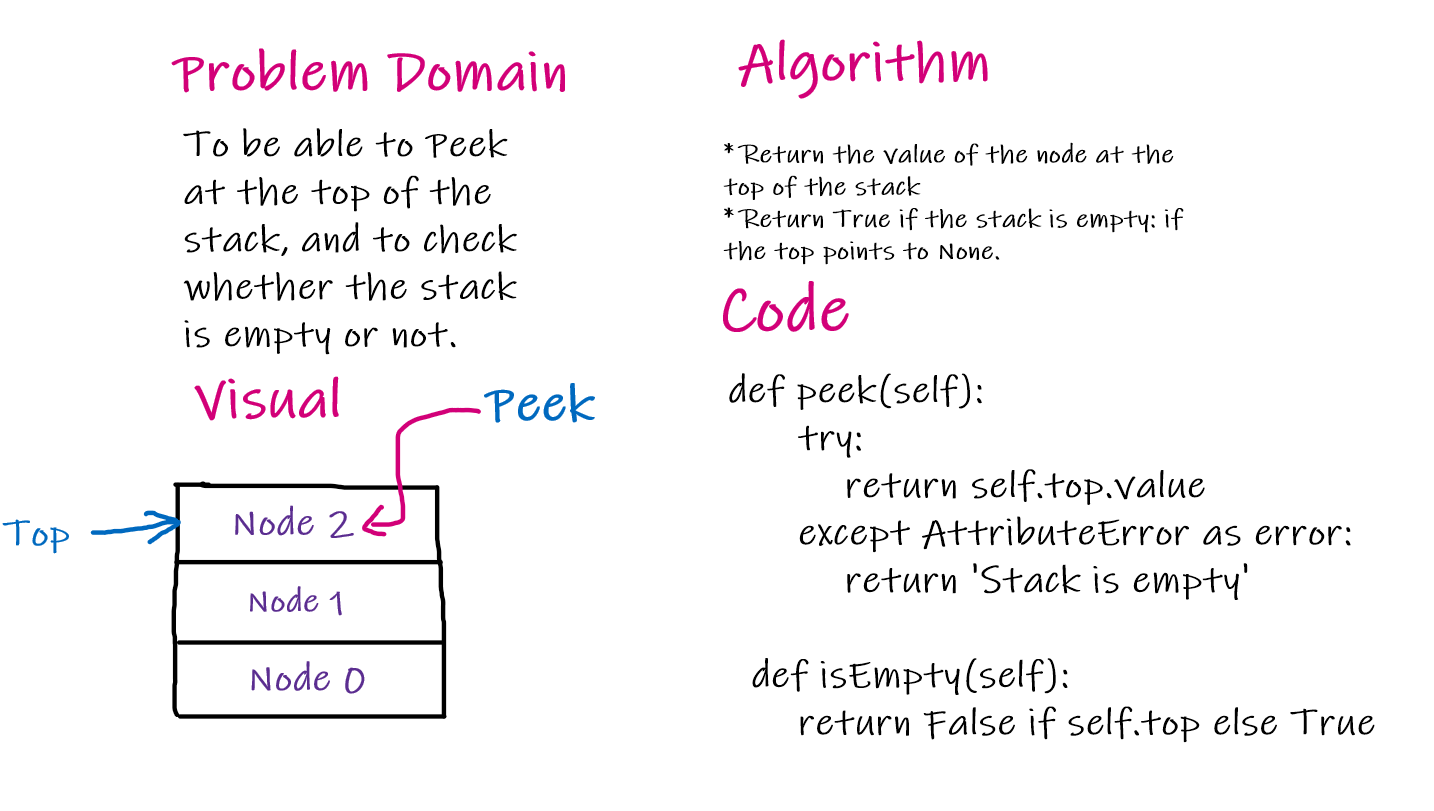 Problem Domain
To be able to Peek
at the top of the
stack, and to check
whether the stack
is empty or not.
Visual
Peek
Top
Node 2
Node 1
Node 0
Algorithm
*Return the value of the node at the
top of the stack
*Return True if the stack is empty: if
the top points to None.
Code
def peek(self):
try:
return self.top.value
except AttributeError as error:
return 'Stack is empty'
def isEmpty(self):
return False if self.top else True